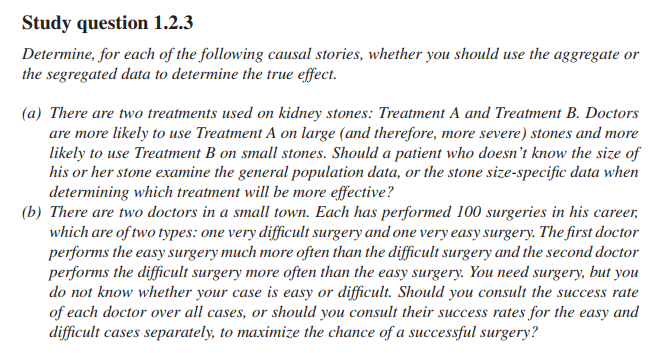 Study question 1.2.3
Determine, for each of the following causal stories, whether you should use the aggregate or
the segregated data to determine the true effect.
(a) There are two treatments used on kidney stones: Treatment A and Treatment B. Doctors
are more likely to use Treatment A on large (and therefore, more severe) stones and more
likely to use Treatment B on small stones. Should a patient who doesn’t know the size of
his or her stone examine the general population data, or the stone size-specific data when
determining which treatment will be more effective?
(b) There are two doctors in a small town. Each has performed 100 surgeries in his career,
which are of two types: one very difficult surgery and one very easy surgery. The first doctor
performs the easy surgery much more often than the difficult surgery and the second doctor
performs the difficult surgery more often than the easy surgery. You need surgery, but you
do not know whether your case is easy or difficult. Should you consult the success rate
of each doctor over all cases, or should you consult their success rates for the easy and
difficult cases separately, to maximize the chance of a successful surgery?